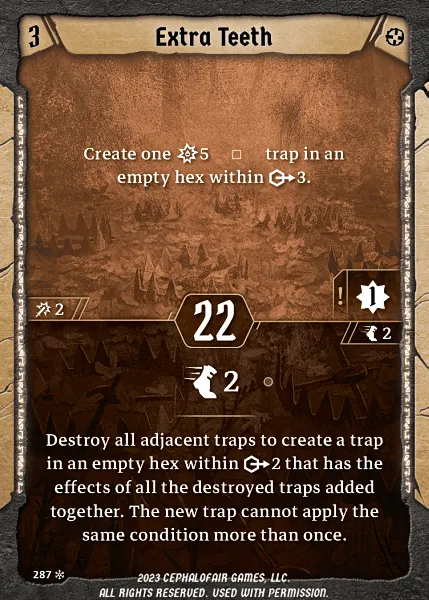 3 Extra Teeth
Create one 5 trap in an
empty hex within 3.
2
22
! 1
2
2
Destroy all adjacent traps to create a trap
in an empty hex within 2 that has the
effects of all the destroyed traps added
together. The new trap cannot apply the
same condition more than once.
287
2023 CEPHALOFAIR GAMES, LLC.
ALL RIGHTS RESERVED. USED WITH PERMISSION.